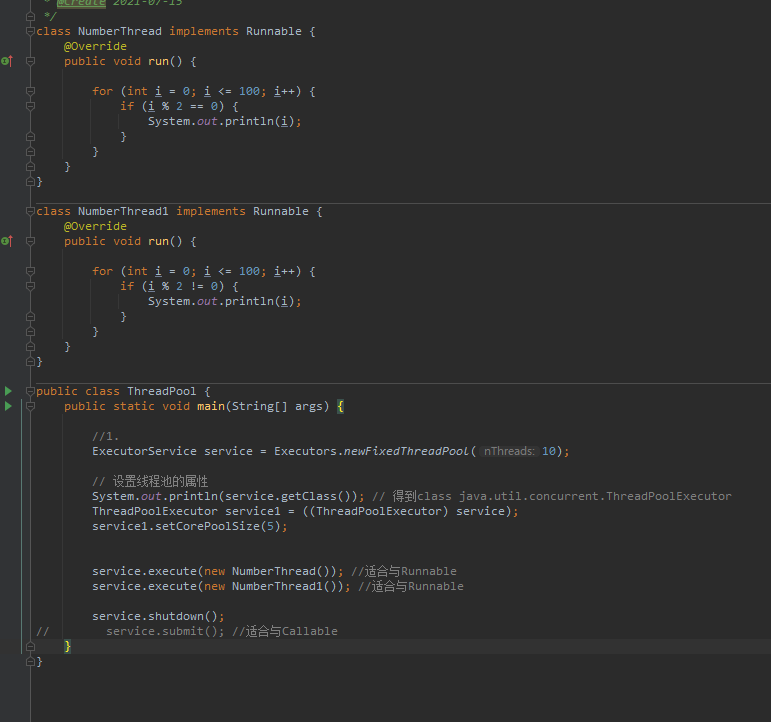 * @Create 2021-07-15
*/
class NumberThread implements Runnable {
    @Override
    public void run() {
        for (int i = 0; i <= 100; i++) {
            if (i % 2 == 0) {
                System.out.println(i);
            }
        }
    }
}
class NumberThread1 implements Runnable {
    @Override
    public void run() {
        for (int i = 0; i <= 100; i++) {
            if (i % 2 != 0) {
                System.out.println(i);
            }
        }
    }
}
public class ThreadPool {
    public static void main(String[] args) {
        //1.
        ExecutorService service = Executors.newFixedThreadPool( nThreads: 10);
        // 设置线程池的属性
        System.out.println(service.getClass()); // 得到class java.util.concurrent.ThreadPoolExecutor
        ThreadPoolExecutor service1 = ((ThreadPoolExecutor) service);
        service1.setCorePoolSize(5);
        service.execute(new NumberThread()); //适合与Runnable
        service.execute(new NumberThread1()); //适合与Runnable
        service.shutdown();
//        service.submit(); //适合与Callable
    }
}